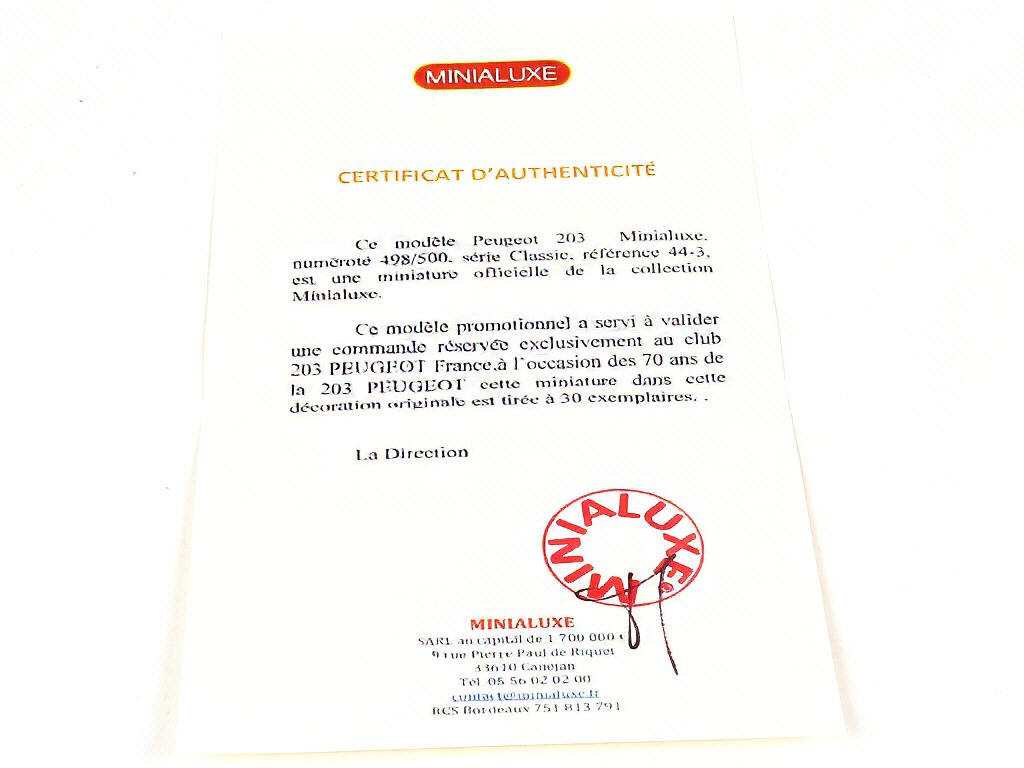 MINIALUXE
CERTIFICAT D'AUTHENTICITÉ
Ce modèle Peugeot 203 Minialuxe,
numéroté 498/500, série Classic, référence 44-3,
est une miniature officielle de la collection
Minialuxe.
Ce modèle promotionnel a servi à valider
une commande réservée exclusivement au club
203 PEUGEOT France,à l'occasion des 70 ans de
la 203 PEUGEOT cette miniature dans cette
décoration originale est tirée à 30 exemplaires. .
La Direction
MINIALUXE®
MINIALUXE
SARL au capital de 1 700 000 €
9 rue Pierre Paul de Riquet
33610 Canéjan
Tél 05 56 02 02 00
contact@minialuxe.fr
RCS Bordeaux 751 813 791